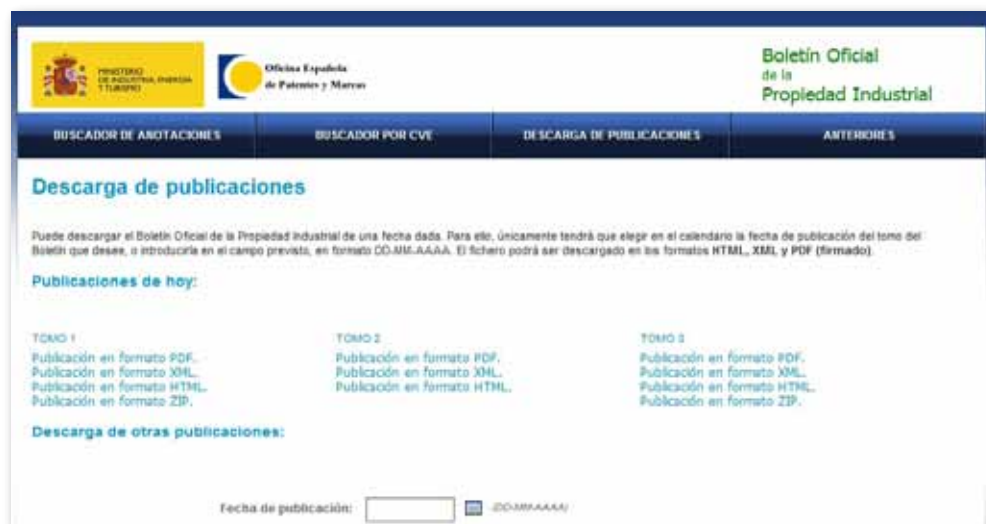 MINISTERIO
DE INDUSTRIA, ENERGÍA
Y TURISMO
Oficina Española
de Patentes y Marcas
Boletín Oficial
de la
Propiedad Industrial
BUSCADOR DE ANOTACIONES
BUSCADOR POR CVE
DESCARGA DE PUBLICACIONES
ANTERIORES
Descarga de publicaciones
Puede descargar el Boletín Oficial de la Propiedad Industrial de una fecha dada. Para ello, únicamente tendrá que elegir en el calendario la fecha de publicación del tomo del
Boletín que desee, o introducirla en el campo previsto, en formato DD-MM-AAAA. El fichero podrá ser descargado en los formatos HTML, XML y PDF (firmado).
Publicaciones de hoy:
TOMO 1
Publicación en formato PDF.
Publicación en formato XML.
Publicación en formato HTML.
Publicación en formato ZIP.
TOMO 2
Publicación en formato PDF.
Publicación en formato XML.
Publicación en formato HTML.
TOMO 3
Publicación en formato PDF.
Publicación en formato XML.
Publicación en formato HTML.
Publicación en formato ZIP.
Descarga de otras publicaciones:
Fecha de publicación:
(DD-MM-AAAA)